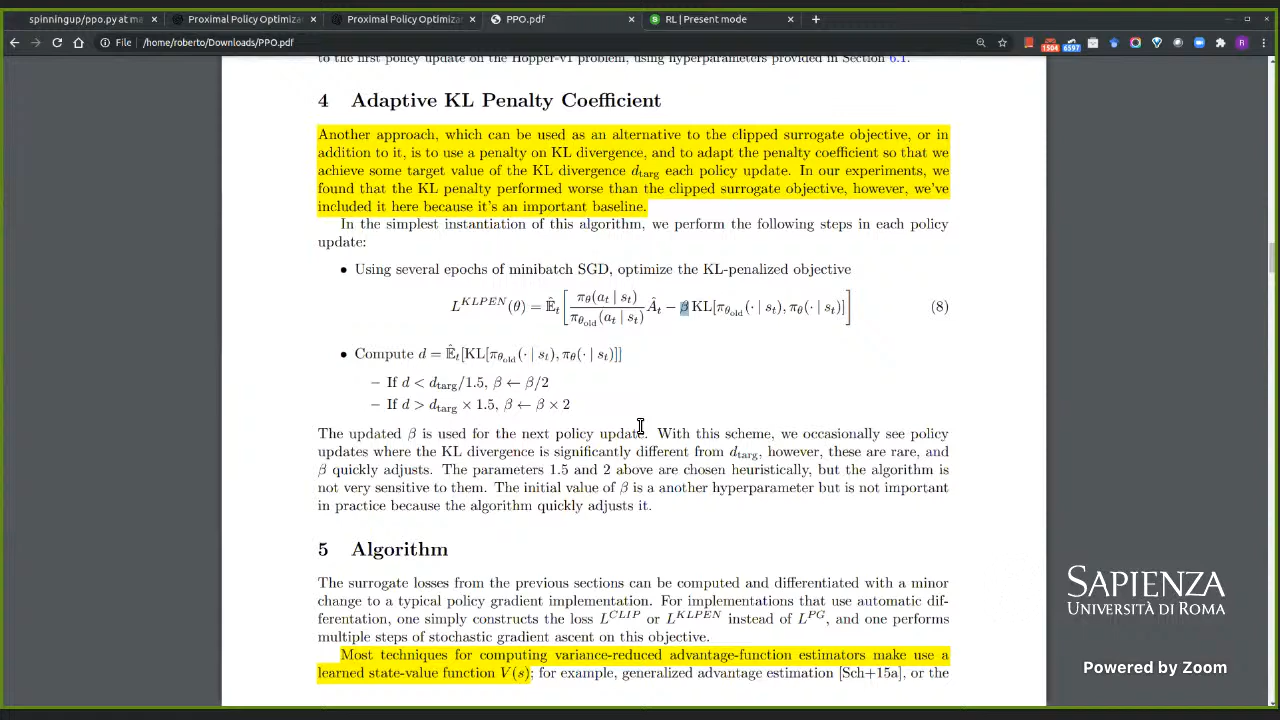 spinningup/ppo.py at ma
Proximal Policy Optimiza
Proximal Policy Optimiza
PPO.pdf
RL | Present mode
File | /home/roberto/Downloads/PPO.pdf
1504
6597
R
to the first policy update on the Hopper-v1 problem, using hyperparameters provided in Section 6.1.
4 Adaptive KL Penalty Coefficient
Another approach, which can be used as an alternative to the clipped surrogate objective, or in
addition to it, is to use a penalty on KL divergence, and to adapt the penalty coefficient so that we
achieve some target value of the KL divergence d_targ each policy update. In our experiments, we
found that the KL penalty performed worse than the clipped surrogate objective, however, we've
included it here because it's an important baseline.
In the simplest instantiation of this algorithm, we perform the following steps in each policy
update:
• Using several epochs of minibatch SGD, optimize the KL-penalized objective
L^{KLPEN}(θ) = Ê_t[ π_θ(a_t | s_t) / π_{θ_old}(a_t | s_t) Â_t − β KL[π_{θ_old}(· | s_t), π_θ(· | s_t)] ] (8)
• Compute d = Ê_t[KL[π_{θ_old}(· | s_t), π_θ(· | s_t)]]
– If d < d_targ/1.5, β ← β/2
– If d > d_targ × 1.5, β ← β × 2
The updated β is used for the next policy update. With this scheme, we occasionally see policy
updates where the KL divergence is significantly different from d_targ, however, these are rare, and
β quickly adjusts. The parameters 1.5 and 2 above are chosen heuristically, but the algorithm is
not very sensitive to them. The initial value of β is a another hyperparameter but is not important
in practice because the algorithm quickly adjusts it.
5 Algorithm
The surrogate losses from the previous sections can be computed and differentiated with a minor
change to a typical policy gradient implementation. For implementations that use automatic dif-
ferentation, one simply constructs the loss L^{CLIP} or L^{KLPEN} instead of L^{PG}, and one performs
multiple steps of stochastic gradient ascent on this objective.
Most techniques for computing variance-reduced advantage-function estimators make use a
learned state-value function V(s); for example, generalized advantage estimation [Sch+15a], or the
SAPIENZA
UNIVERSITÀ DI ROMA
Powered by Zoom